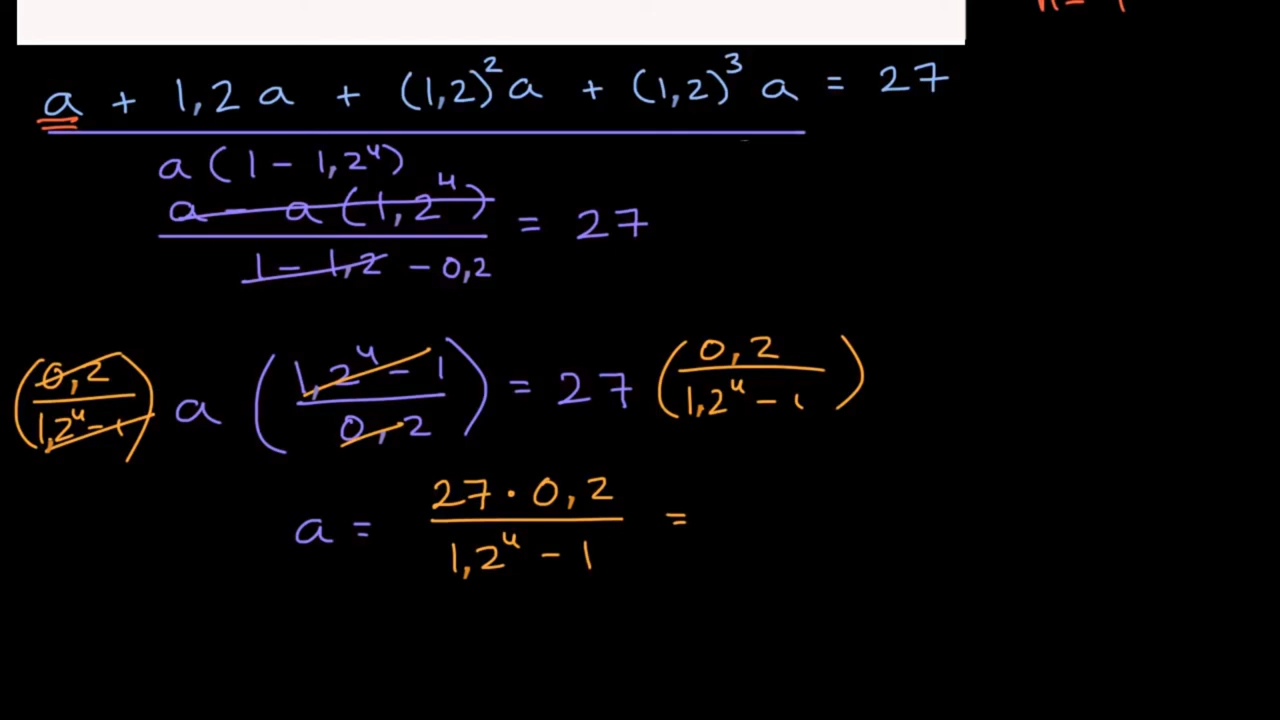 a + 1,2 a + (1,2)² a + (1,2)³ a = 27
a (1 - 1,2⁴)
a - a (1,2⁴) = 27
1 - 1,2 - 0,2
(0,2 / 1,2⁴ - 1) a (1,2⁴ - 1 / 0,2) = 27 (0,2 / 1,2⁴ - 1)
a = 27 · 0,2 / 1,2⁴ - 1 =